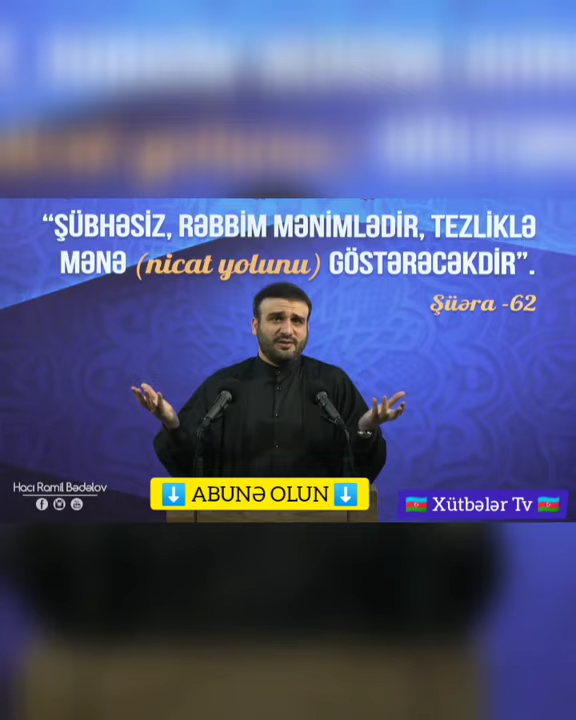 “ŞÜBHƏSİZ, RƏBBİM MƏNİMLƏDİR, TEZLİKLƏ
MƏNƏ (nicat yolunu) GÖSTƏRƏCƏKDİR”.
Şüəra -62
Hacı Ramil Bədəlov
⬇️ ABUNƏ OLUN ⬇️
🇦🇿 Xütbələr Tv 🇦🇿